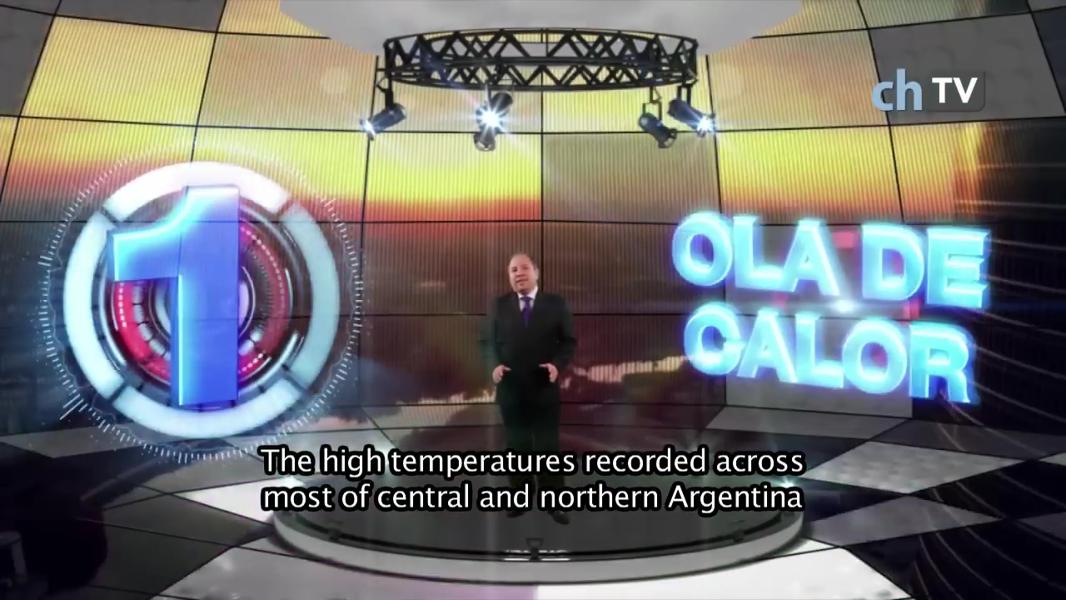 ch TV
1
OLA DE
CALOR
The high temperatures recorded across
most of central and northern Argentina